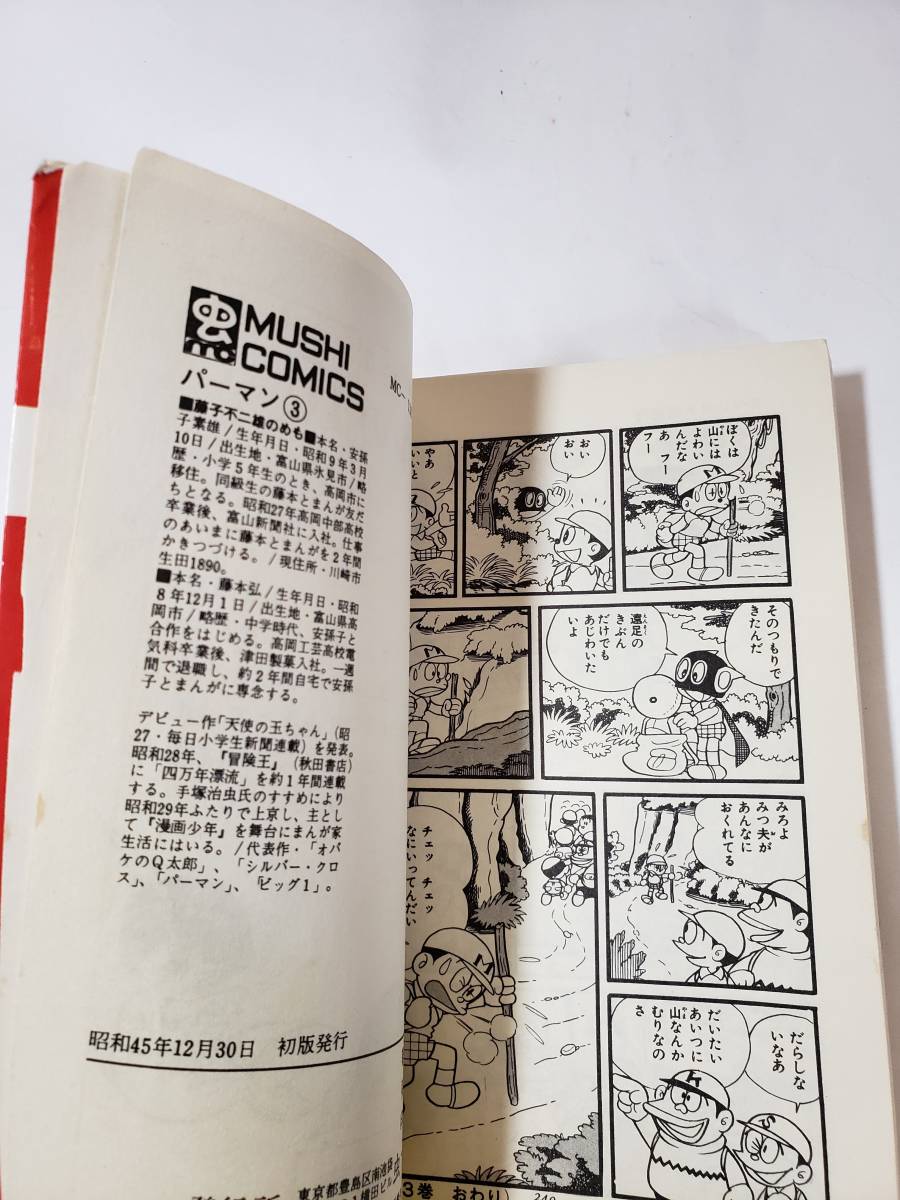 虫
MUSHI
COMICS
MC~
パーマン③
■藤子不二雄のめも■本名・安孫
子素雄/生年月日・昭和9年3月
10日/出生地・富山県氷見市/略
歴・小学5年生のとき、高岡市に
移住。同級生の藤本とまんが友だ
ちとなる。昭和27年高岡中部高校
卒業後、富山新聞社に入社。仕事
のあいまに藤本とまんがを2年間
かきつづける。/現住所・川崎市
生田1890。
■本名・藤本弘/生年月日・昭和
8年12月1日/出生地・富山県高
岡市/略歴・中学時代、安孫子と
合作をはじめる。高岡工芸高校電
気科卒業後、津田製菓入社。一週
間で退職し、約2年間自宅で安孫
子とまんがに専念する。
デビュー作「天使の玉ちゃん」(昭
27・毎日小学生新聞連載)を発表。
昭和28年、『冒険王』(秋田書店)
に「四万年漂流」を約1年間連載
する。手塚治虫氏のすすめにより
昭和29年ふたりで上京し、主とし
て『漫画少年』を舞台にまんが家
生活にはいる。/代表作・「オバ
ケのQ太郎」、「シルバー・クロ
ス」、「パーマン」、「ビッグ1」。
昭和45年12月30日 初版発行
東京都豊島区南池袋
横田ビル
ぼくは
山には
よわい
んだな
あ フー
フー
おい
おい
やあ
そのつもりで
きたんだ
遠足の
きぶん
だけでも
あじわいた
いよ
みろよ
みつ夫が
あんなに
おくれてる
チェッ チェッ
なにいってんだい
だらしな
いなあ
だいたい
あいつに
山なんか
むりなの
さ
3巻 おわり
240